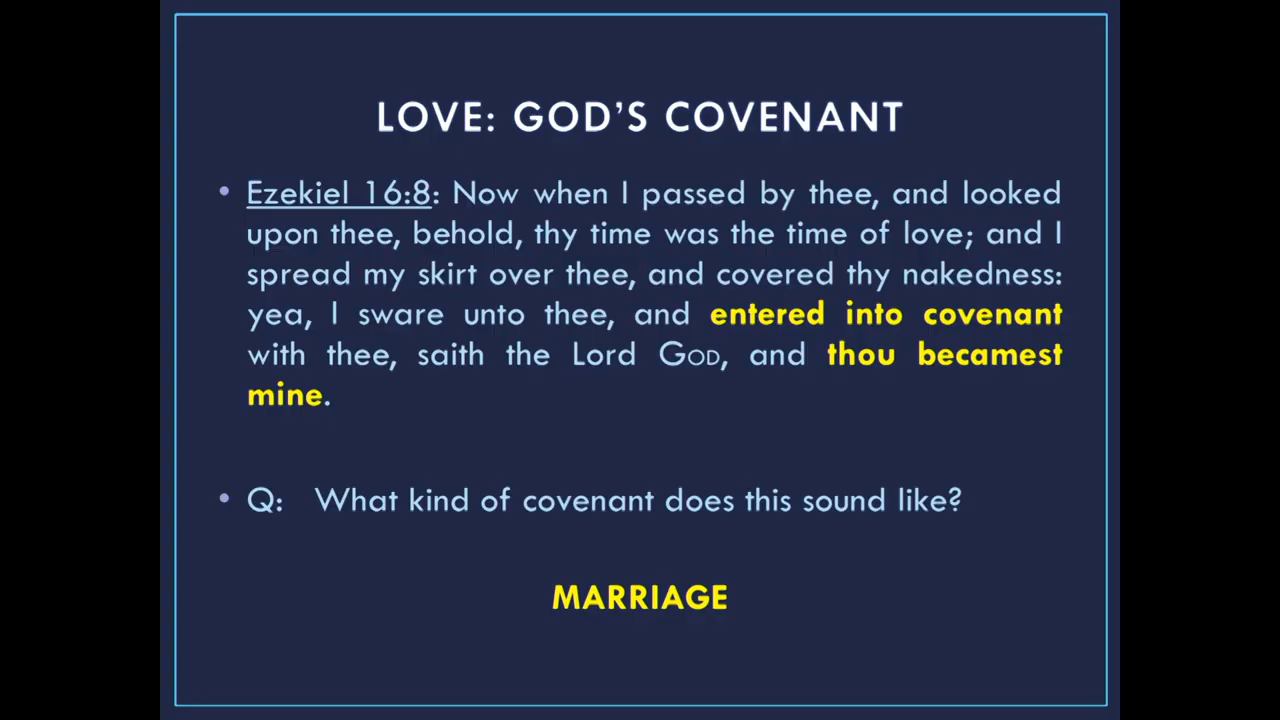 LOVE: GOD'S COVENANT
• Ezekiel 16:8: Now when I passed by thee, and looked
upon thee, behold, thy time was the time of love; and I
spread my skirt over thee, and covered thy nakedness:
yea, I sware unto thee, and entered into covenant
with thee, saith the Lord GOD, and thou becamest
mine.
• Q: What kind of covenant does this sound like?
MARRIAGE